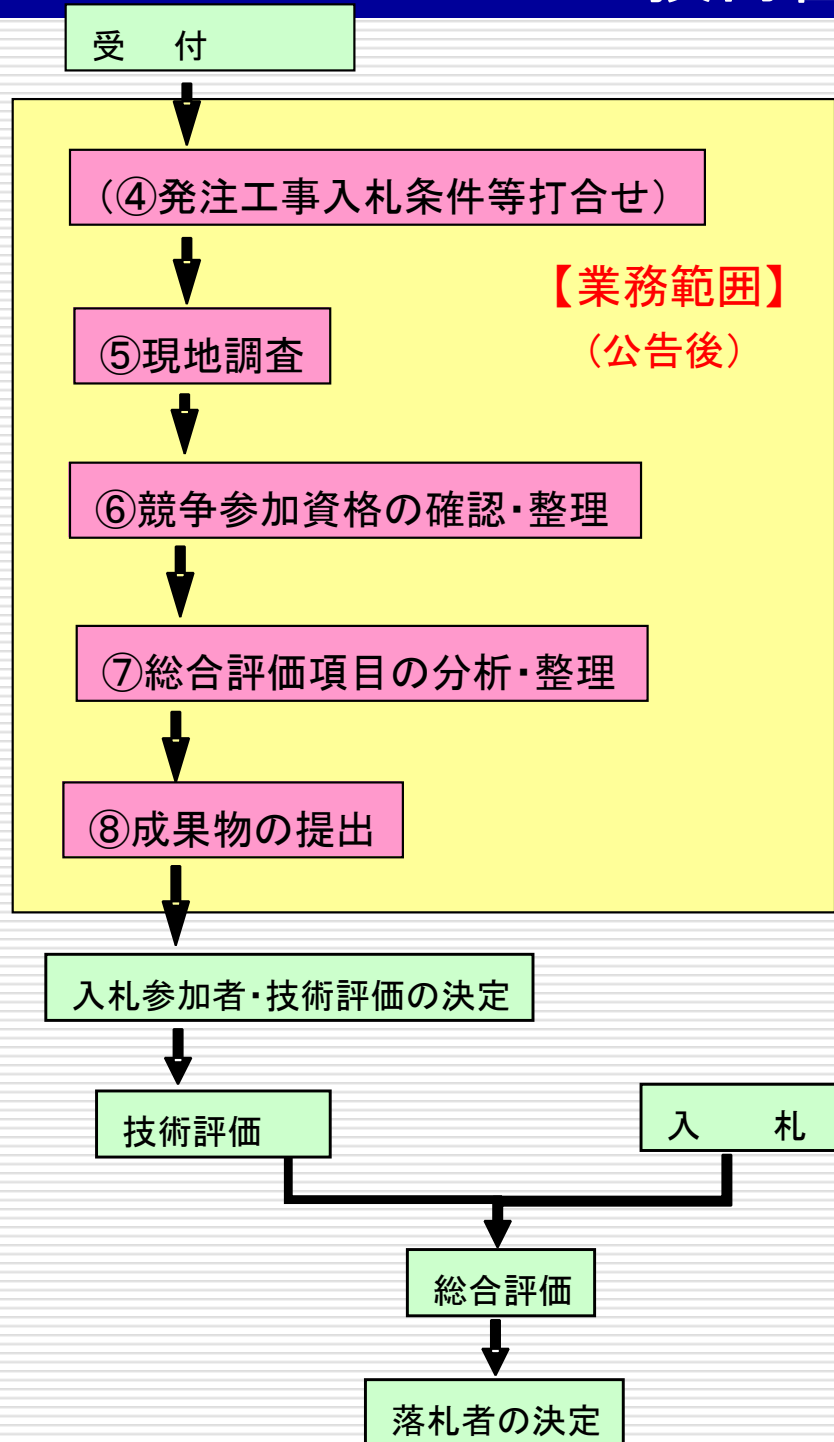 受　付
（④発注工事入札条件等打合せ）
【業務範囲】
（公告後）
⑤現地調査
⑥競争参加資格の確認・整理
⑦総合評価項目の分析・整理
⑧成果物の提出
入札参加者・技術評価の決定
技術評価
入　札
総合評価
落札者の決定